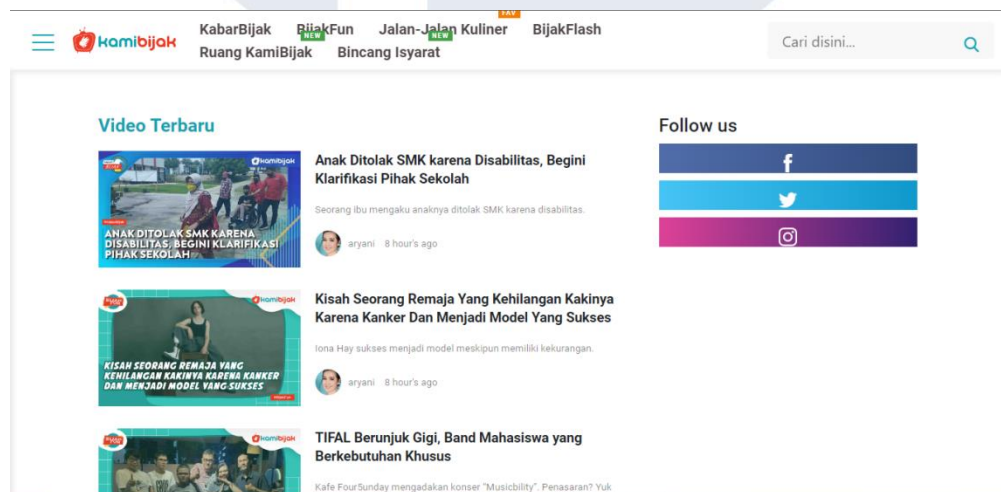 FAV
kamibijak
KabarBijak BijakFun Jalan-Jalan Kuliner BijakFlash
NEW NEW
Ruang KamiBijak Bincang Isyarat
Cari disini...
Video Terbaru
Follow us
kamibijak
ANAK DITOLAK SMK KARENA
DISABILITAS, BEGINI KLARIFIKASI
PIHAK SEKOLAH
Anak Ditolak SMK karena Disabilitas, Begini
Klarifikasi Pihak Sekolah
Seorang ibu mengaku anaknya ditolak SMK karena disabilitas.
aryani 8 hour's ago
kamibijak
KISAH SEORANG REMAJA YANG
KEHILANGAN KAKINYA KARENA KANKER
DAN MENJADI MODEL YANG SUKSES
Kisah Seorang Remaja Yang Kehilangan Kakinya
Karena Kanker Dan Menjadi Model Yang Sukses
Iona Hay sukses menjadi model meskipun memiliki kekurangan.
aryani 8 hour's ago
kamibijak
TIFAL Berunjuk Gigi, Band Mahasiswa yang
Berkebutuhan Khusus
Kafe FourSunday mengadakan konser "Musicbility". Penasaran? Yuk